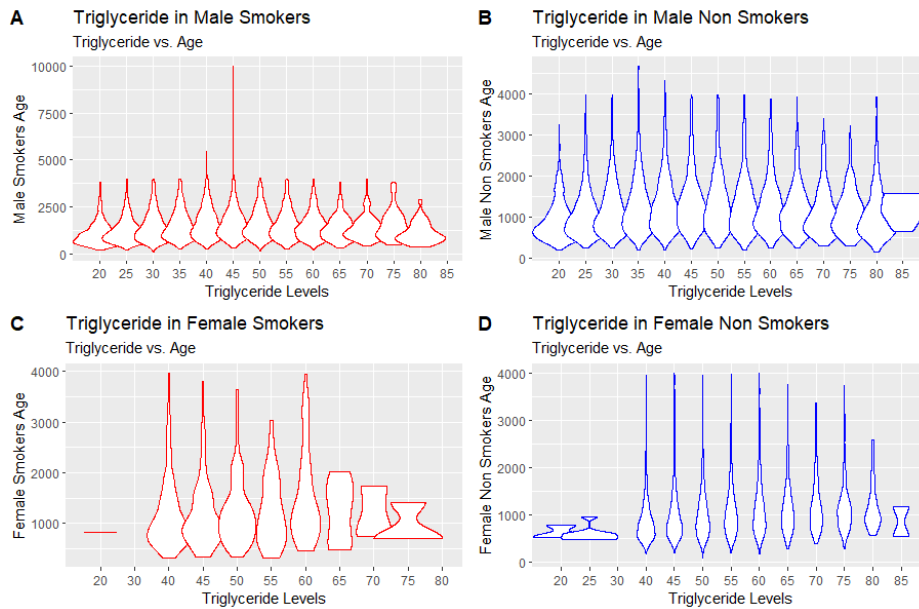 A Triglyceride in Male Smokers
Triglyceride vs. Age
Male Smokers Age
10000
7500
5000
2500
0
20 25 30 35 40 45 50 55 60 65 70 75 80 85
Triglyceride Levels
B Triglyceride in Male Non Smokers
Triglyceride vs. Age
Male Non Smokers Age
4000
3000
2000
1000
0
20 25 30 35 40 45 50 55 60 65 70 75 80 85
Triglyceride Levels
C Triglyceride in Female Smokers
Triglyceride vs. Age
Female Smokers Age
4000
3000
2000
1000
20 30 40 45 50 55 60 65 70 75 80
Triglyceride Levels
D Triglyceride in Female Non Smokers
Triglyceride vs. Age
Female Non Smokers Age
4000
3000
2000
1000
0
20 25 30 40 45 50 55 60 65 70 75 80 85
Triglyceride Levels